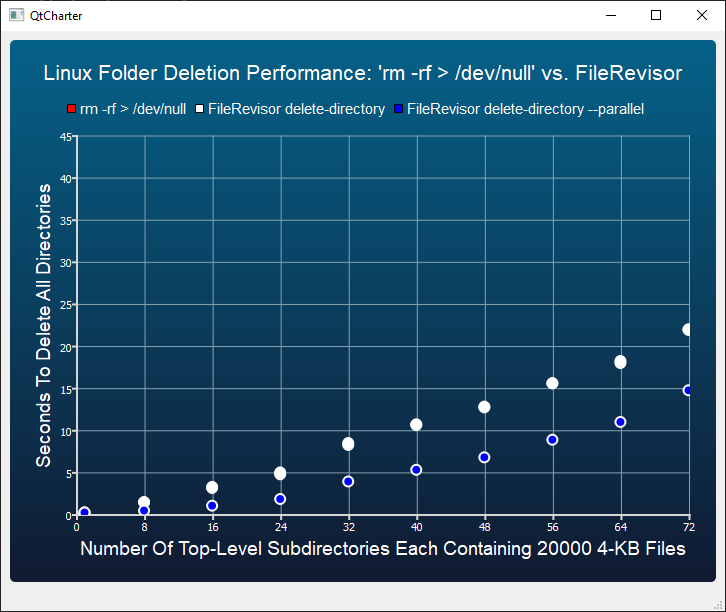 QtCharter
Linux Folder Deletion Performance: 'rm -rf > /dev/null' vs. FileRevisor
rm -rf > /dev/null FileRevisor delete-directory FileRevisor delete-directory --parallel
45
40
35
30
25
20
15
10
5
0
Seconds To Delete All Directories
0 8 16 24 32 40 48 56 64 72
Number Of Top-Level Subdirectories Each Containing 20000 4-KB Files